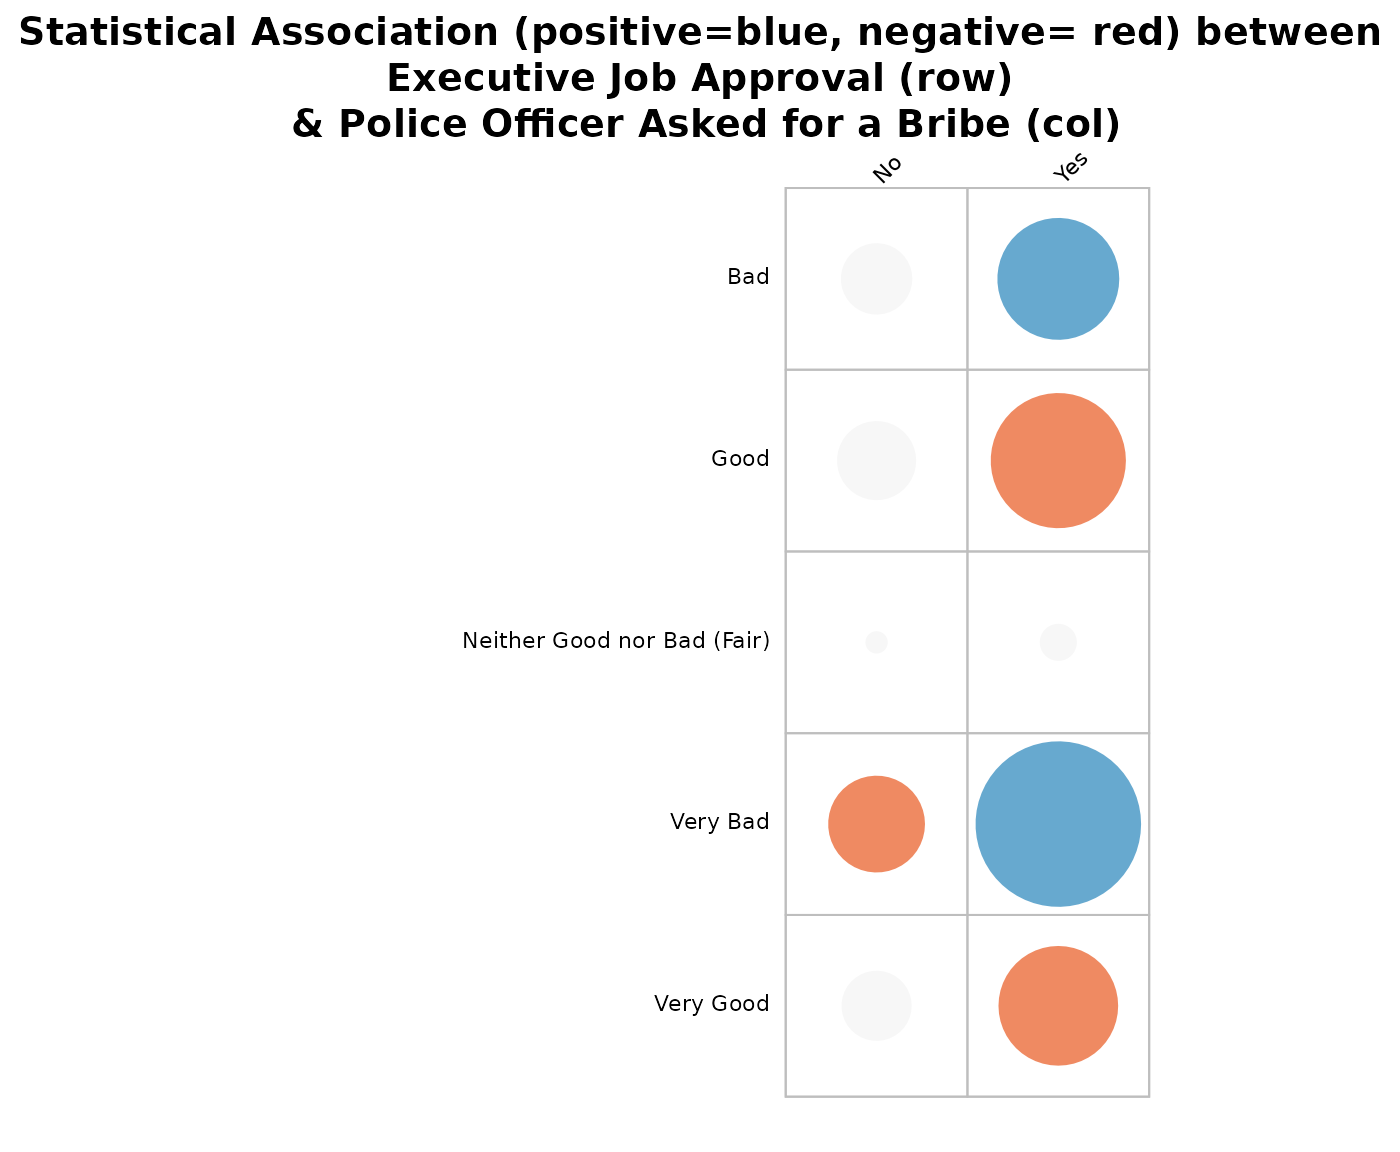 Statistical Association (positive=blue, negative= red) between
Executive Job Approval (row)
& Police Officer Asked for a Bribe (col)
No
Yes
Bad
Good
Neither Good nor Bad (Fair)
Very Bad
Very Good